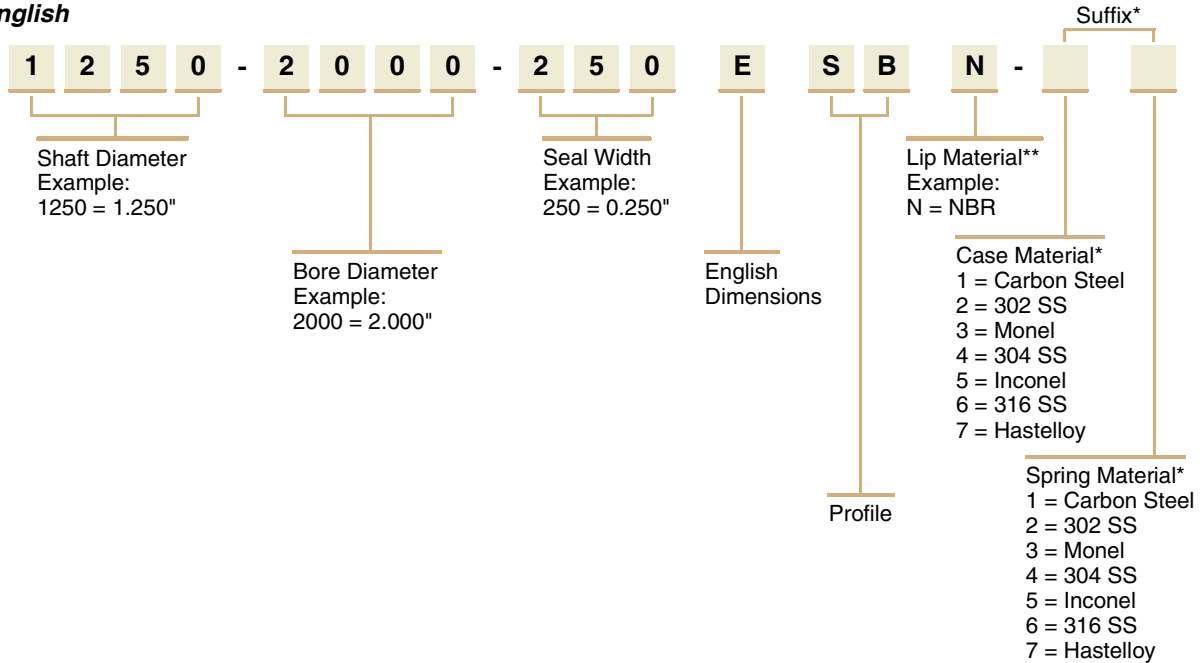 nglish
Suffix*
1 2 5 0 - 2 0 0 0 - 2 5 0 E S B N -
Shaft Diameter
Example:
1250 = 1.250"
Bore Diameter
Example:
2000 = 2.000"
Seal Width
Example:
250 = 0.250"
English
Dimensions
Profile
Lip Material**
Example:
N = NBR
Case Material*
1 = Carbon Steel
2 = 302 SS
3 = Monel
4 = 304 SS
5 = Inconel
6 = 316 SS
7 = Hastelloy
Spring Material*
1 = Carbon Steel
2 = 302 SS
3 = Monel
4 = 304 SS
5 = Inconel
6 = 316 SS
7 = Hastelloy